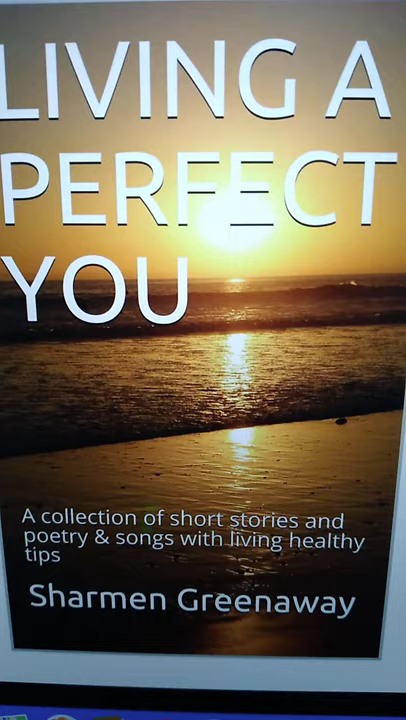 LIVING A
PERFECT
YOU
A collection of short stories and
poetry & songs with living healthy
tips
Sharmen Greenaway